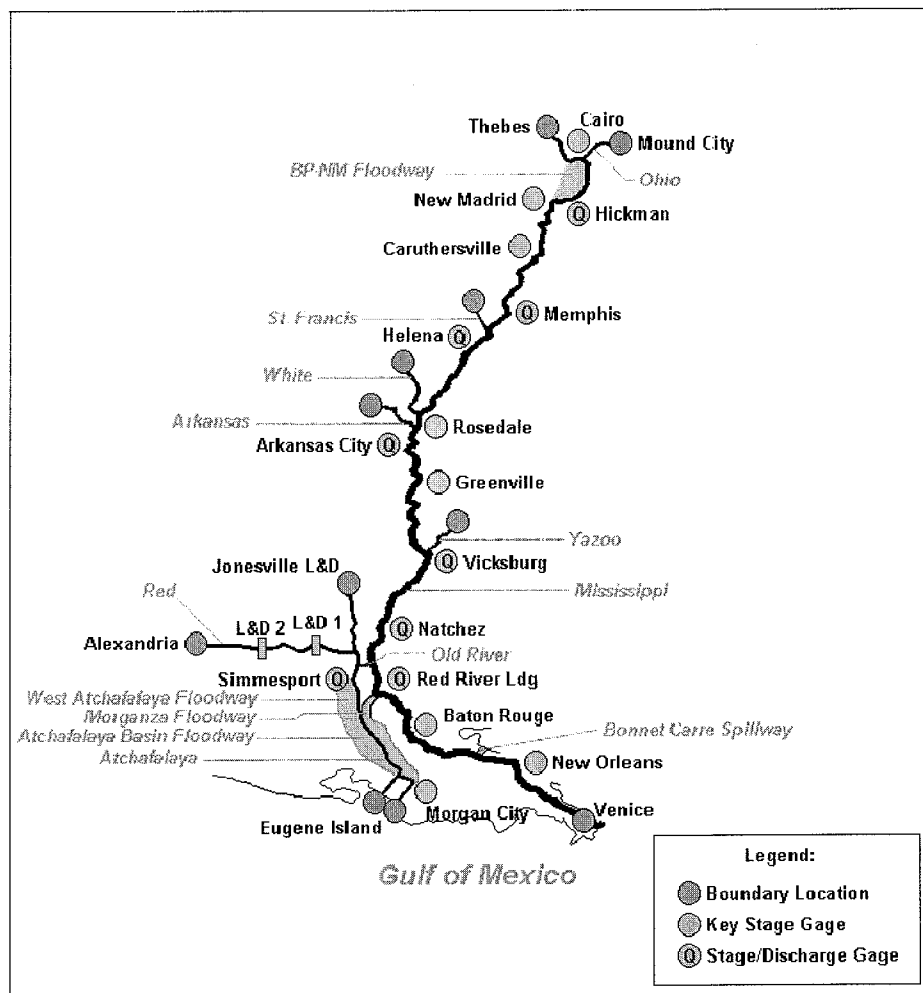 Cairo
Thebes
Mound City
BP-NM Floodway
Ohio
New Madrid
Q Hickman
Caruthersville
St. Francis
Q Memphis
Helena Q
White
Arkansas
Rosedale
Arkansas City Q
Greenville
Yazoo
Jonesville L&D
Q Vicksburg
Red
Mississippi
L&D 2
L&D 1
Q Natchez
Alexandria
Old River
Simmesport Q
Q Red River Ldg
West Atchafalaya Floodway
Morganza Floodway
Baton Rouge
Atchafalaya Basin Floodway
Bonnet Carre Spillway
Atchafalaya
New Orleans
Morgan City
Venice
Eugene Island
Gulf of Mexico
Legend:
Boundary Location
Key Stage Gage
Q Stage/Discharge Gage